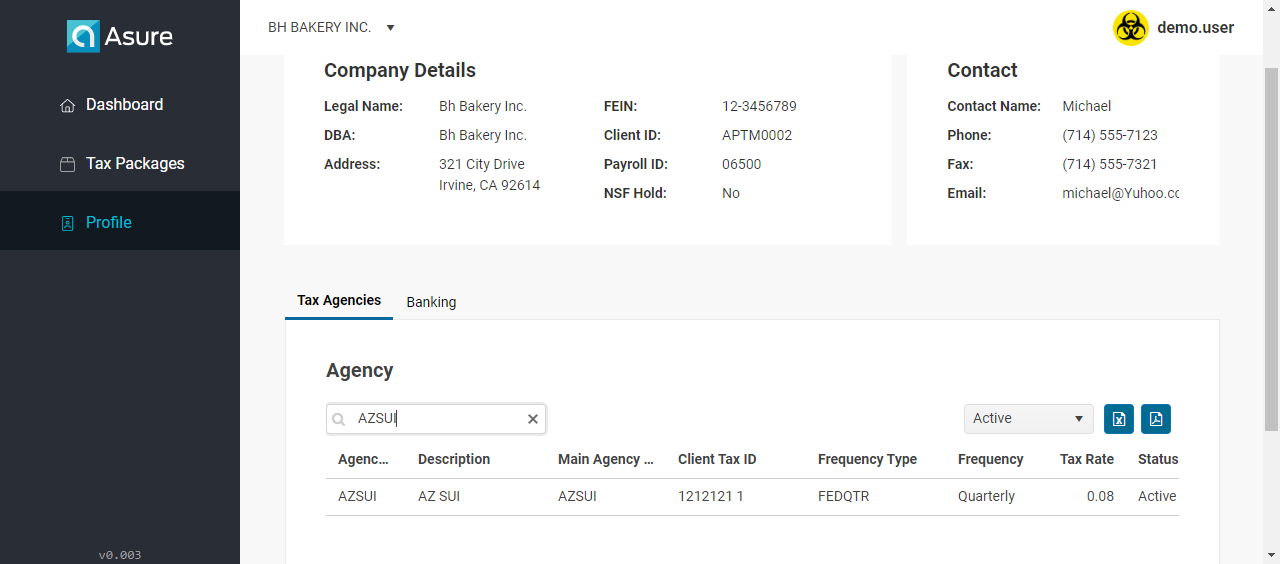 Asure
Dashboard
Tax Packages
Profile
v0.003
BH BAKERY INC.
demo.user
Company Details
Legal Name: Bh Bakery Inc. FEIN: 12-3456789
DBA: Bh Bakery Inc. Client ID: APTM0002
Address: 321 City Drive Payroll ID: 06500
Irvine, CA 92614 NSF Hold: No
Contact
Contact Name: Michael
Phone: (714) 555-7123
Fax: (714) 555-7321
Email: michael@Yuhoo.cc
Tax Agencies Banking
Agency
AZSUI Active
Agenc... Description Main Agency ... Client Tax ID Frequency Type Frequency Tax Rate Status
AZSUI AZ SUI AZSUI 1212121 1 FEDQTR Quarterly 0.08 Active